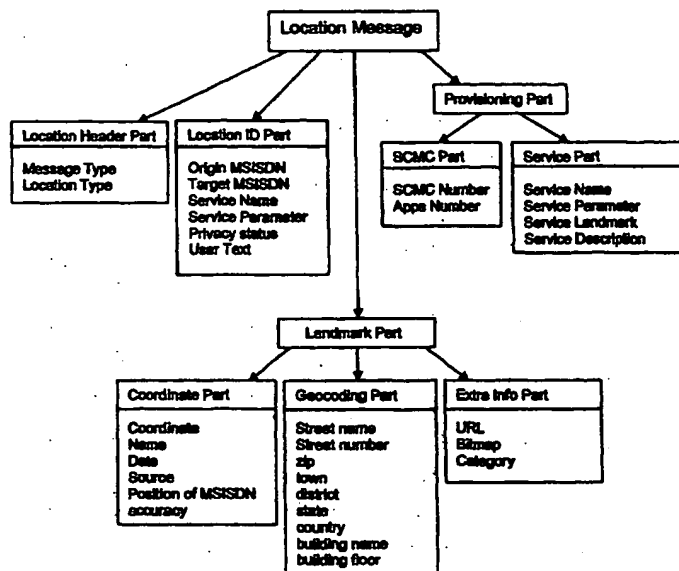 Location Message
Provisioning Part
Location Header Part
Message Type
Location Type
Location ID Part
Origin MSISDN
Target MSISDN
Service Name
Service Parameter
Privacy status
User Text
SCMC Part
SCMC Number
Apps Number
Service Part
Service Name
Service Parameter
Service Landmark
Service Description
Landmark Part
Coordinate Part
Coordinate
Name
Date
Source
Position of MSISDN
accuracy
Geocoding Part
Street name
Street number
zip
town
district
state
country
building name
building floor
Extra Info Part
URL
Bitmap
Category